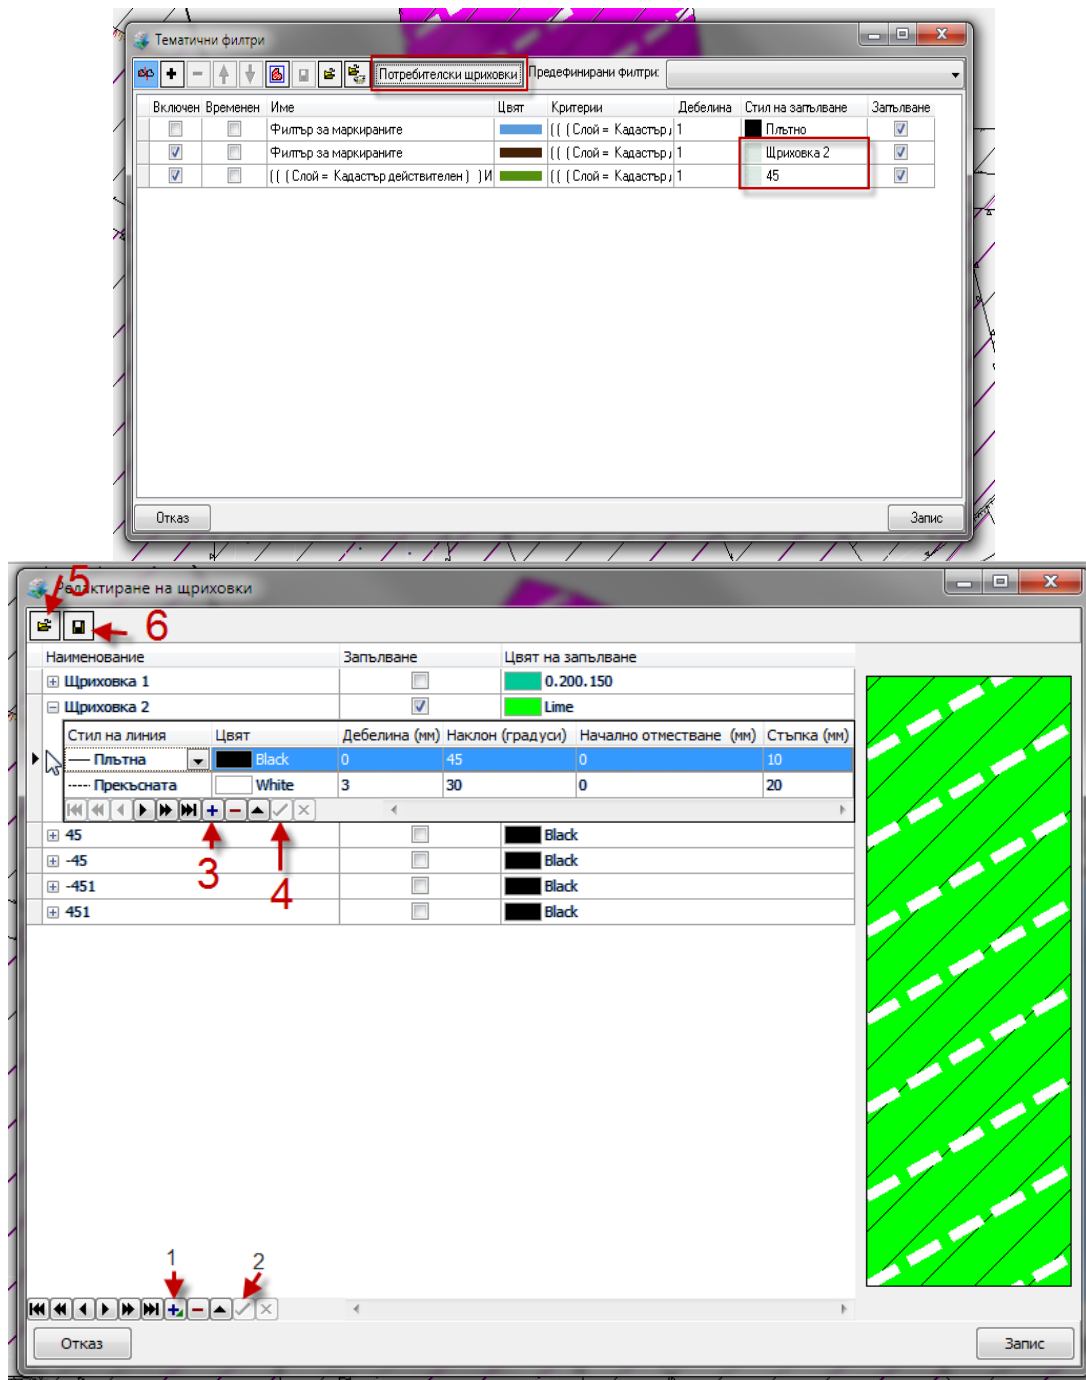 Тематични филтри
Потребителски щриховки Предефинирани филтри:
Включен Временен Име Цвят Критерии Дебелина Стил на запълване Запълване
Филтър за маркираните ( ( ( Слой = Кадастър 1 Плътно
Филтър за маркираните ( ( ( Слой = Кадастър 1 Щриховка 2
( ( ( Слой = Кадастър действителен ) ) И ( ( ( Слой = Кадастър 1 45
Отказ Запис
5
Редактиране на щриховки
6
Наименование Запълване Цвят на запълване
Щриховка 1 0.200.150
Щриховка 2 Lime
Стил на линия Цвят Дебелина (мм) Наклон (градуси) Начално отместване (мм) Стъпка (мм)
Плътна Black 0 45 0 10
Прекъсната White 3 30 0 20
45 Black
-45 Black
-451 Black
451 Black
3
4
1 2
Отказ Запис